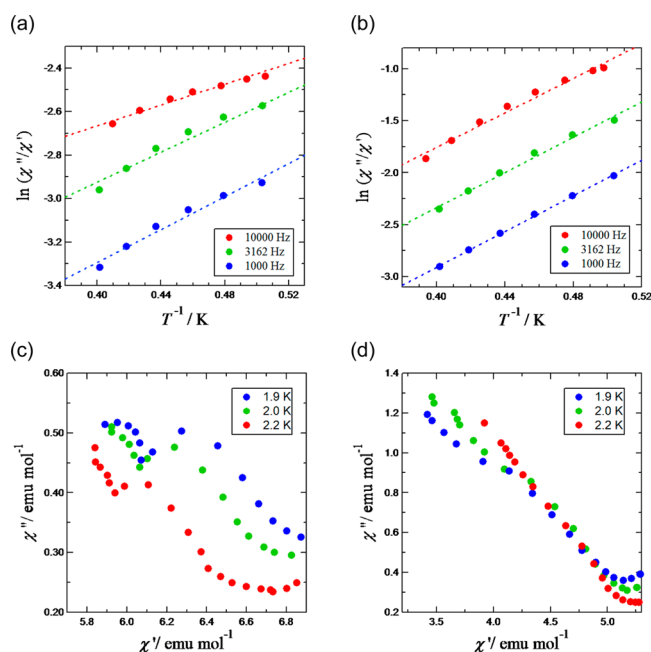 (a)
ln (χ''/χ')
-2.4
-2.6
-2.8
-3.0
-3.2
-3.4
0.40
0.44
0.48
0.52
T⁻¹ / K
10000 Hz
3162 Hz
1000 Hz
(b)
ln (χ''/χ')
-1.0
-1.5
-2.0
-2.5
-3.0
0.40
0.44
0.48
0.52
T⁻¹ / K
10000 Hz
3162 Hz
1000 Hz
(c)
χ''/ emu mol⁻¹
0.60
0.50
0.40
0.30
0.20
5.8
6.0
6.2
6.4
6.6
6.8
χ'/ emu mol⁻¹
1.9 K
2.0 K
2.2 K
(d)
χ''/ emu mol⁻¹
1.4
1.2
1.0
0.8
0.6
0.4
0.2
3.5
4.0
4.5
5.0
χ'/ emu mol⁻¹
1.9 K
2.0 K
2.2 K